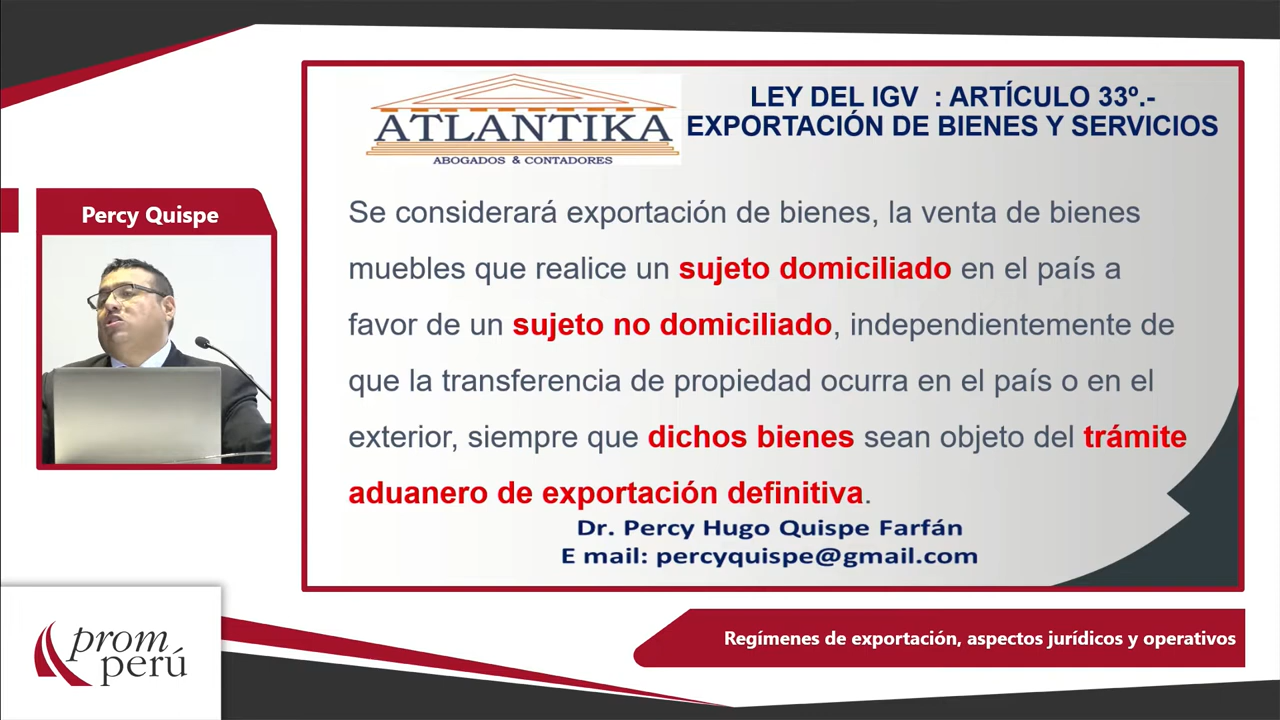 ATLANTIKA
ABOGADOS & CONTADORES
LEY DEL IGV : ARTÍCULO 33º.-
EXPORTACIÓN DE BIENES Y SERVICIOS
Percy Quispe
Se considerará exportación de bienes, la venta de bienes
muebles que realice un sujeto domiciliado en el país a
favor de un sujeto no domiciliado, independientemente de
que la transferencia de propiedad ocurra en el país o en el
exterior, siempre que dichos bienes sean objeto del trámite
aduanero de exportación definitiva.
Dr. Percy Hugo Quispe Farfán
E mail: percyquispe@gmail.com
prom
perú
Regímenes de exportación, aspectos jurídicos y operativos